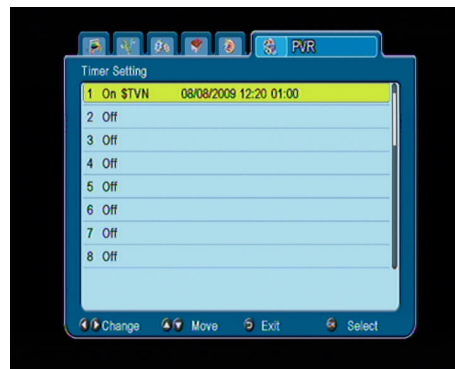 PVR
Timer Setting
1 On $TVN 08/08/2009 12:20 01:00
2 Off
3 Off
4 Off
5 Off
6 Off
7 Off
8 Off
Change Move Exit Select